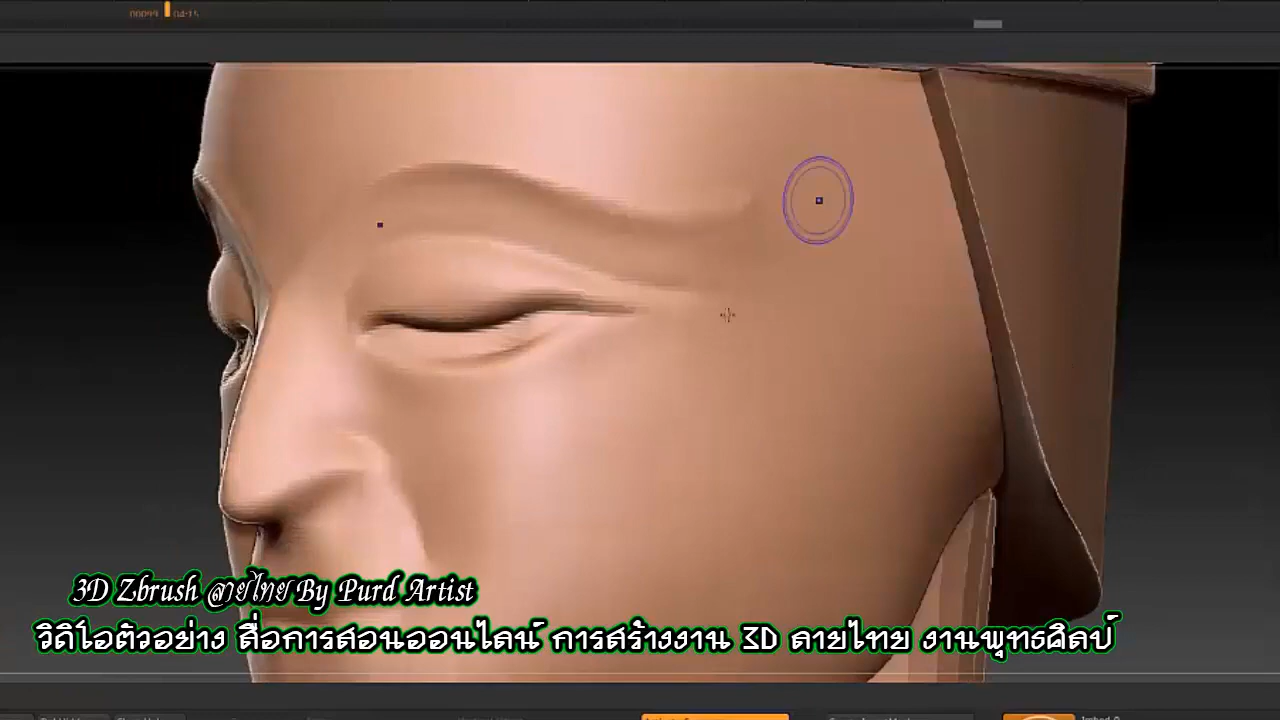 00099 04:15
3D Zbrush ลายไทย By Purd Artist
วิดิโอตัวอย่าง สื่อการสอนออนไลน์ การสร้างงาน 3D ลายไทย งานพุทธศิลป์